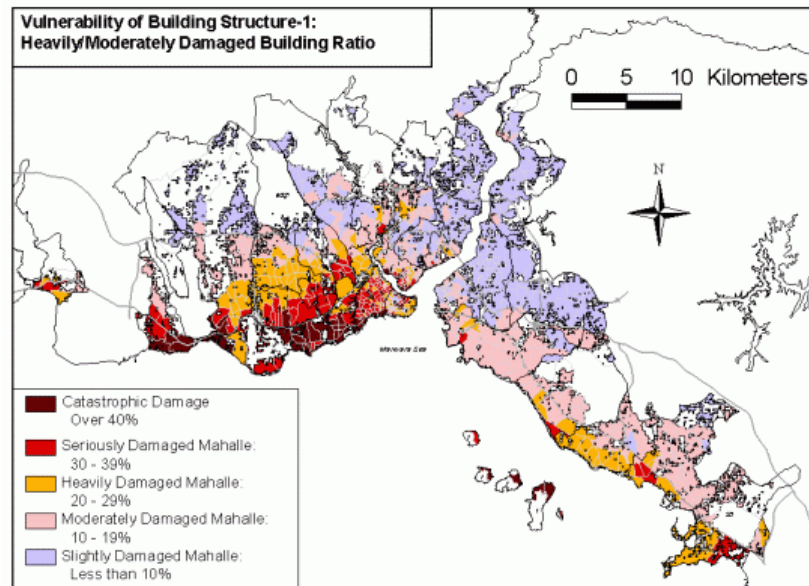 Vulnerability of Building Structure-1:
Heavily/Moderately Damaged Building Ratio
0 5 10 Kilometers
N
Marmara Sea
Catastrophic Damage
Over 40%
Seriously Damaged Mahalle:
30 - 39%
Heavily Damaged Mahalle:
20 - 29%
Moderately Damaged Mahalle:
10 - 19%
Slightly Damaged Mahalle:
Less than 10%